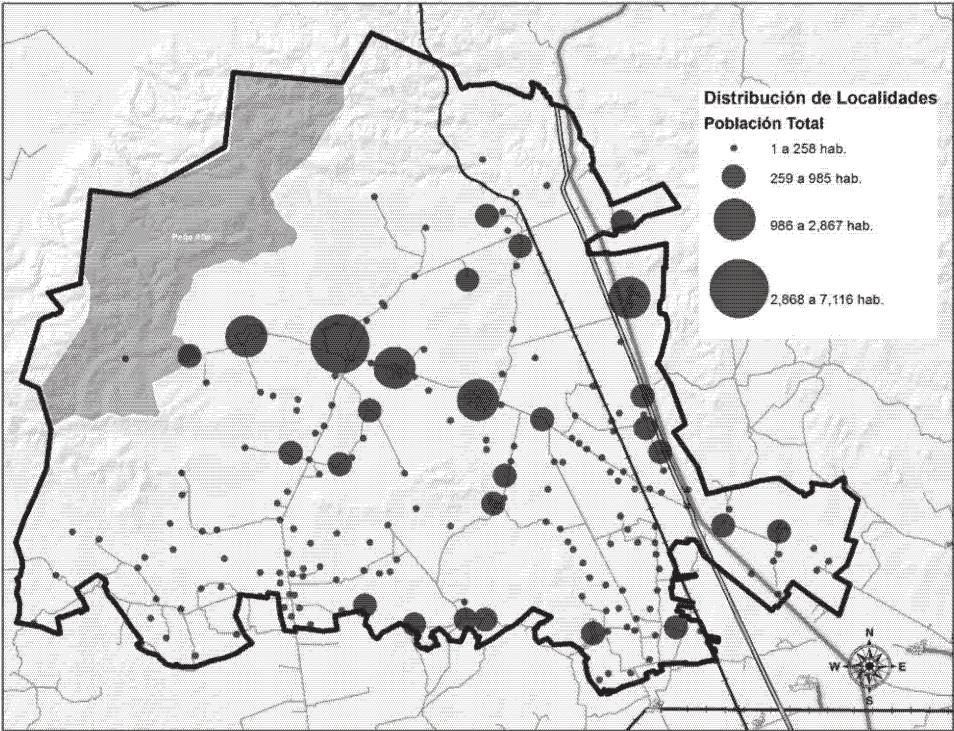 Distribución de Localidades
Población Total
1 a 258 hab.
259 a 985 hab.
986 a 2,867 hab.
2,868 a 7,116 hab.
N
W
E
S